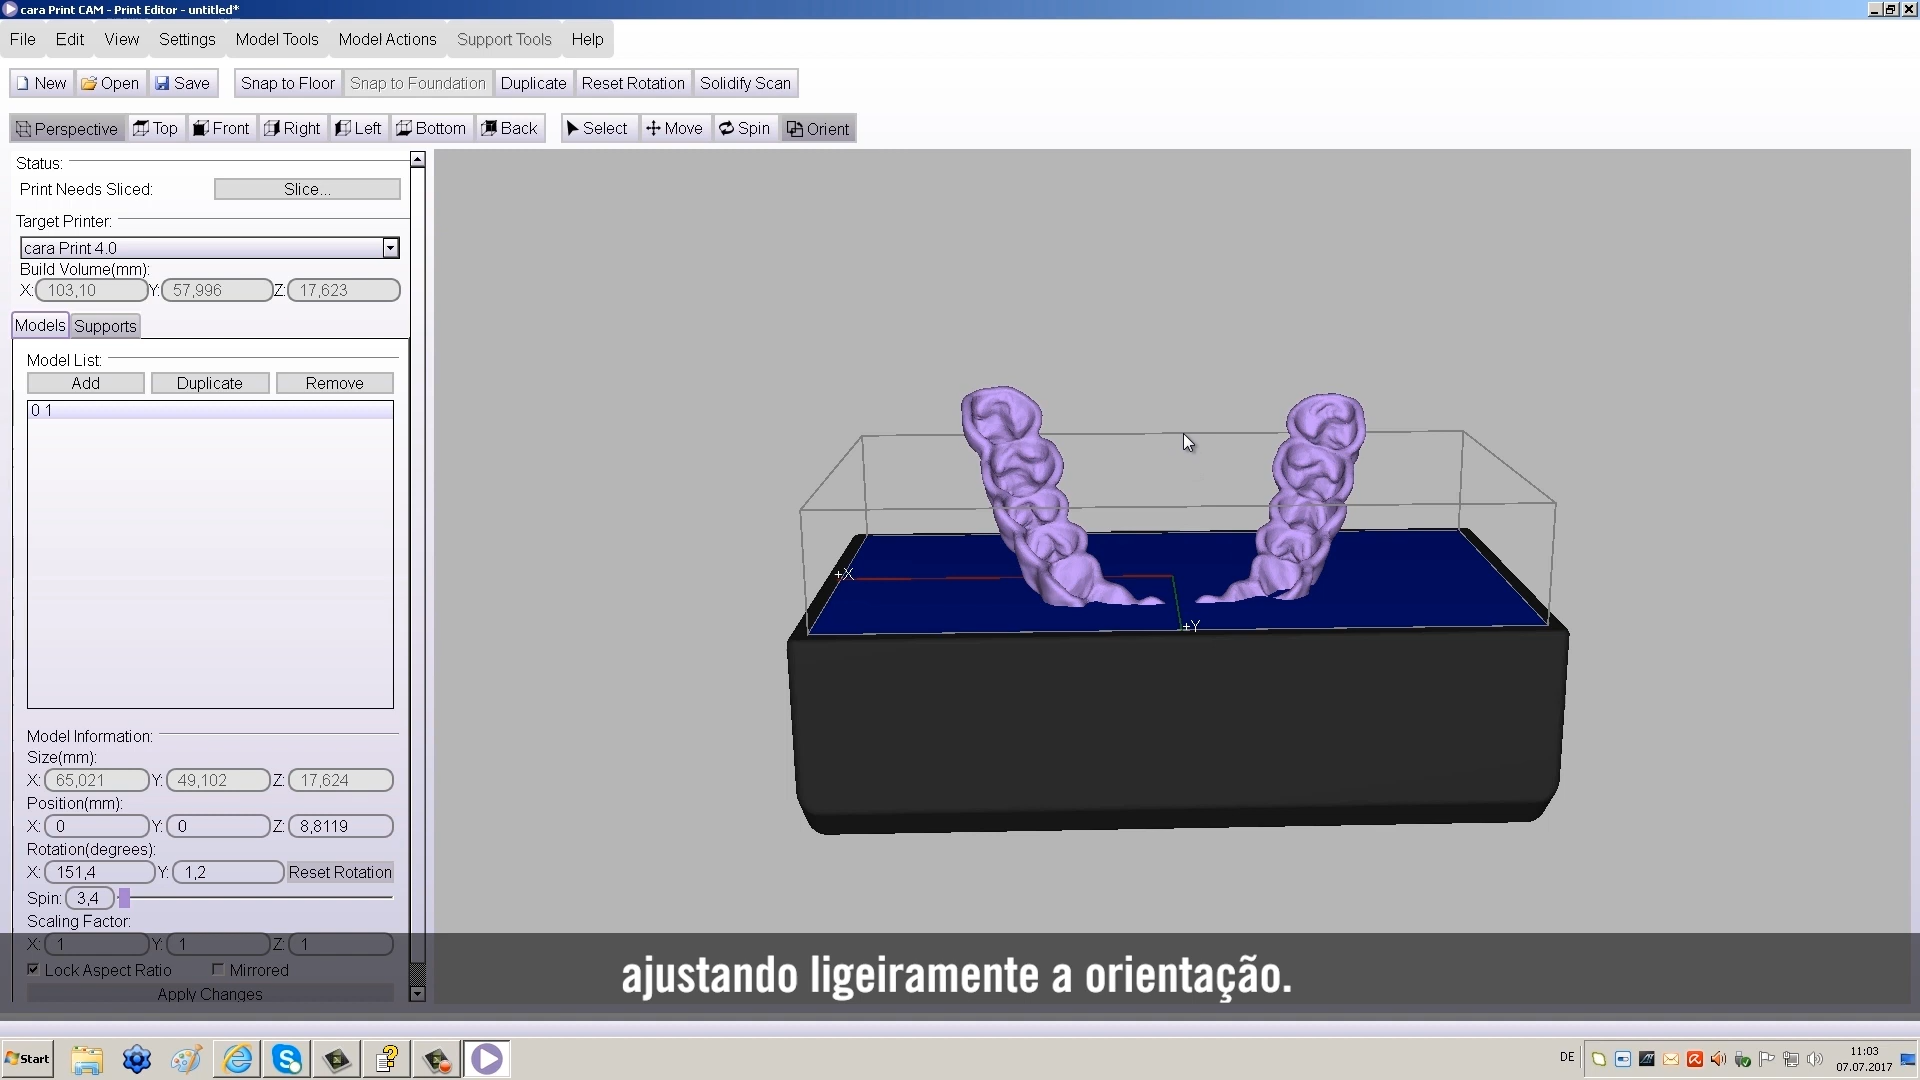 cara Print CAM - Print Editor - untitled*
File Edit View Settings Model Tools Model Actions Support Tools Help
New Open Save Snap to Floor Snap to Foundation Duplicate Reset Rotation Solidify Scan
Perspective Top Front Right Left Bottom Back Select Move Spin Orient
Status:
Print Needs Sliced: Slice...
Target Printer:
cara Print 4.0
Build Volume(mm):
X: 103,10 Y: 57,996 Z: 17,623
Models Supports
Model List:
Add Duplicate Remove
0 1
Model Information:
Size(mm):
X: 65,021 Y: 49,102 Z: 17,624
Position(mm):
X: 0 Y: 0 Z: 8,8119
Rotation(degrees):
X: 151,4 Y: 1,2 Reset Rotation
Spin: 3,4
Scaling Factor:
X: 1 Y: 1 Z: 1
Lock Aspect Ratio Mirrored
Apply Changes
+X
+Y
ajustando ligeiramente a orientação.
Start
DE
11:03
07.07.2017